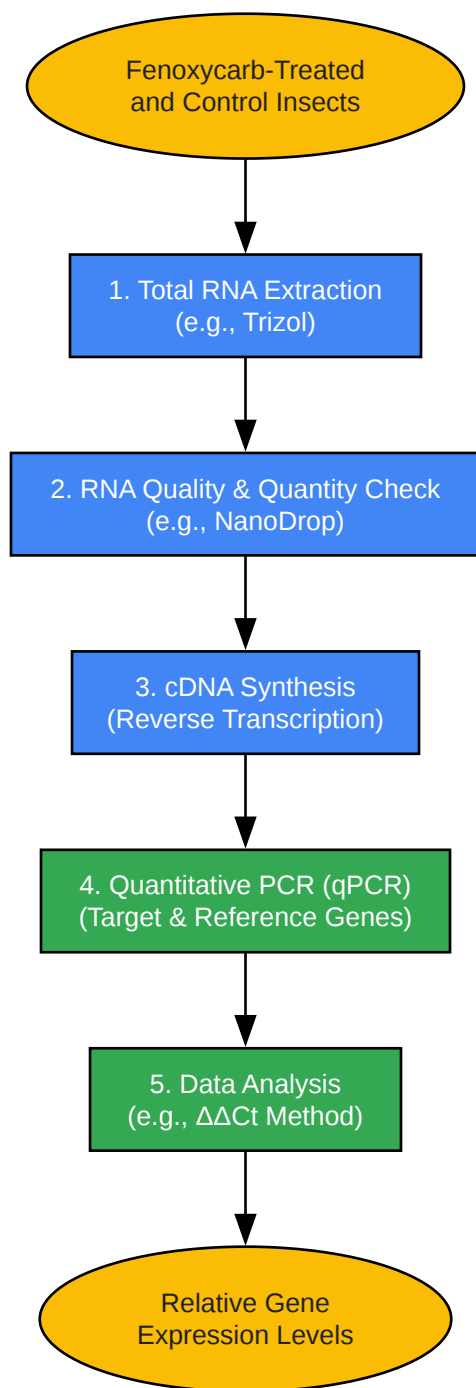 Fenoxycarb-Treated
and Control Insects
1. Total RNA Extraction
(e.g., Trizol)
2. RNA Quality & Quantity Check
(e.g., NanoDrop)
3. cDNA Synthesis
(Reverse Transcription)
4. Quantitative PCR (qPCR)
(Target & Reference Genes)
5. Data Analysis
(e.g., ΔΔCt Method)
Relative Gene
Expression Levels